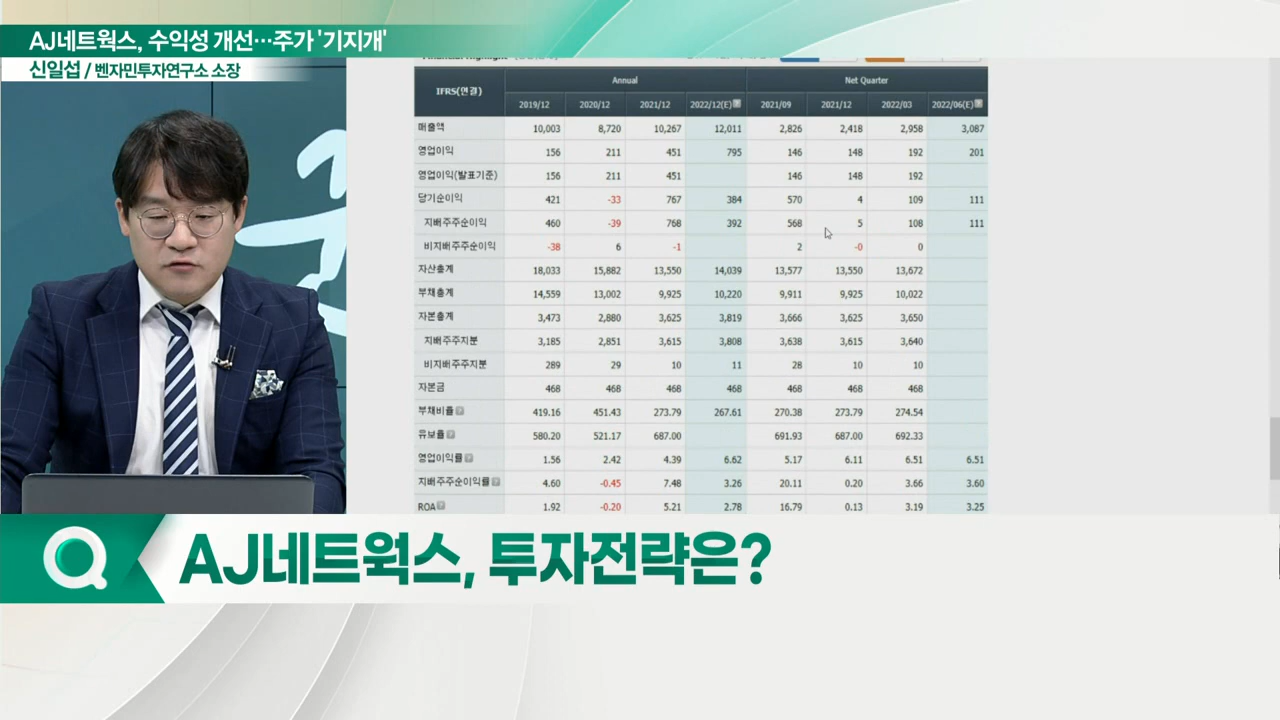 AJ네트웍스, 수익성 개선…주가 '기지개'
신일섭 / 벤자민투자연구소 소장
IFRS(연결) Annual Net Quarter
2019/12 2020/12 2021/12 2022/12(E) 2021/09 2021/12 2022/03 2022/06(E)
매출액 10,003 8,720 10,267 12,011 2,826 2,418 2,958 3,087
영업이익 156 211 451 795 146 148 192 201
영업이익(발표기준) 156 211 451 146 148 192
당기순이익 421 -33 767 384 570 4 109 111
지배주주순이익 460 -39 768 392 568 5 108 111
비지배주주순이익 -38 6 -1 2 -0 0
자산총계 18,033 15,882 13,550 14,039 13,577 13,550 13,672
부채총계 14,559 13,002 9,925 10,220 9,911 9,925 10,022
자본총계 3,473 2,880 3,625 3,819 3,666 3,625 3,650
지배주주지분 3,185 2,851 3,615 3,808 3,638 3,615 3,640
비지배주주지분 289 29 10 11 28 10 10
자본금 468 468 468 468 468 468 468
부채비율 419.16 451.43 273.79 267.61 270.38 273.79 274.54
유보율 580.20 521.17 687.00 691.93 687.00 692.33
영업이익률 1.56 2.42 4.39 6.62 5.17 6.11 6.51 6.51
지배주주순이익률 4.60 -0.45 7.48 3.26 20.11 0.20 3.66 3.60
ROA 1.92 -0.20 5.21 2.78 16.79 0.13 3.19 3.25
AJ네트웍스, 투자전략은?